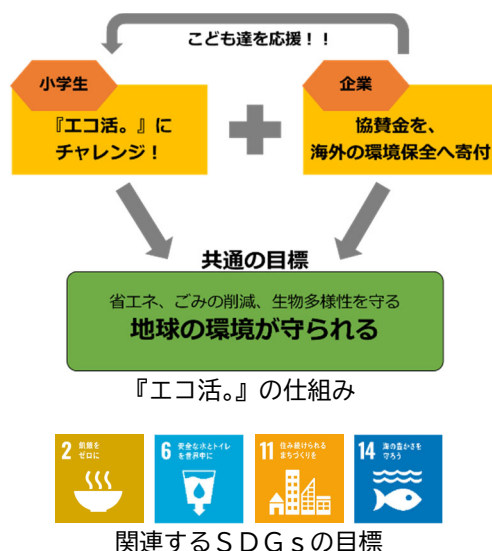 こども達を応援！！
小学生
『エコ活。』に
チャレンジ！
企業
協賛金を、
海外の環境保全へ寄付
共通の目標
省エネ、ごみの削減、生物多様性を守る
地球の環境が守られる
『エコ活。』の仕組み
2 飢餓を
ゼロに
6 安全な水とトイレ
を世界中に
11 住み続けられる
まちづくりを
14 海の豊かさを
守ろう
関連するＳＤＧｓの目標